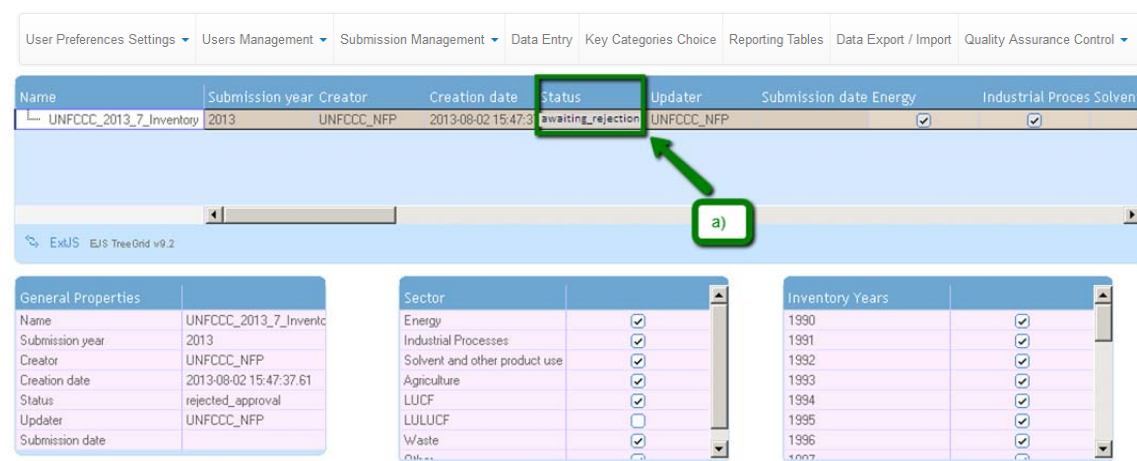 User Preferences Settings Users Management Submission Management Data Entry Key Categories Choice Reporting Tables Data Export / Import Quality Assurance Control
Name Submission year Creator Creation date Status Updater Submission date Energy Industrial Proces Solven
UNFCCC_2013_7_Inventory 2013 UNFCCC_NFP 2013-08-02 15:47:3 awaiting_rejection UNFCCC_NFP
a)
ExtJS EJS TreeGrid v9.2
General Properties
Name UNFCCC_2013_7_Invento
Submission year 2013
Creator UNFCCC_NFP
Creation date 2013-08-02 15:47:37.61
Status rejected_approval
Updater UNFCCC_NFP
Submission date
Sector
Energy
Industrial Processes
Solvent and other product use
Agriculture
LUCF
LULUCF
Waste
Other
Inventory Years
1990
1991
1992
1993
1994
1995
1996
1997